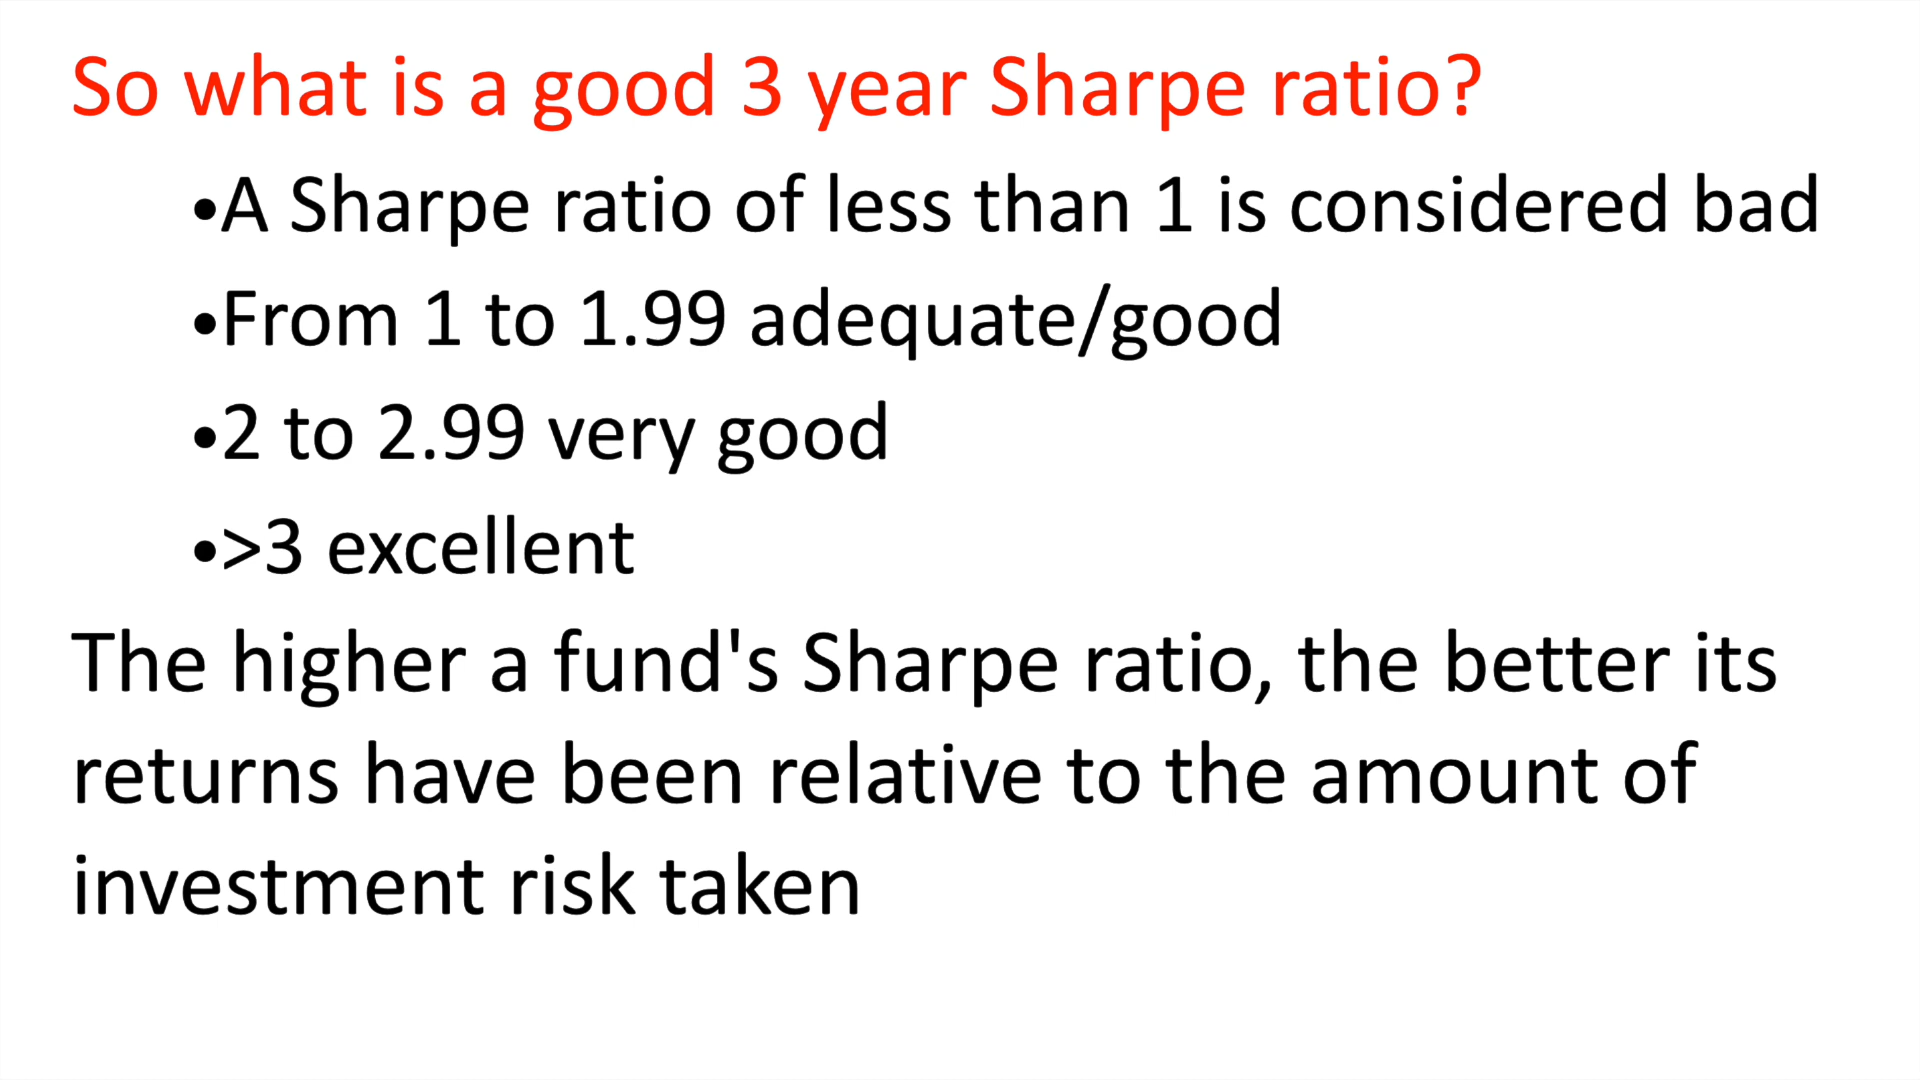 So what is a good 3 year Sharpe ratio?
•A Sharpe ratio of less than 1 is considered bad
•From 1 to 1.99 adequate/good
•2 to 2.99 very good
•>3 excellent
The higher a fund's Sharpe ratio, the better its
returns have been relative to the amount of
investment risk taken